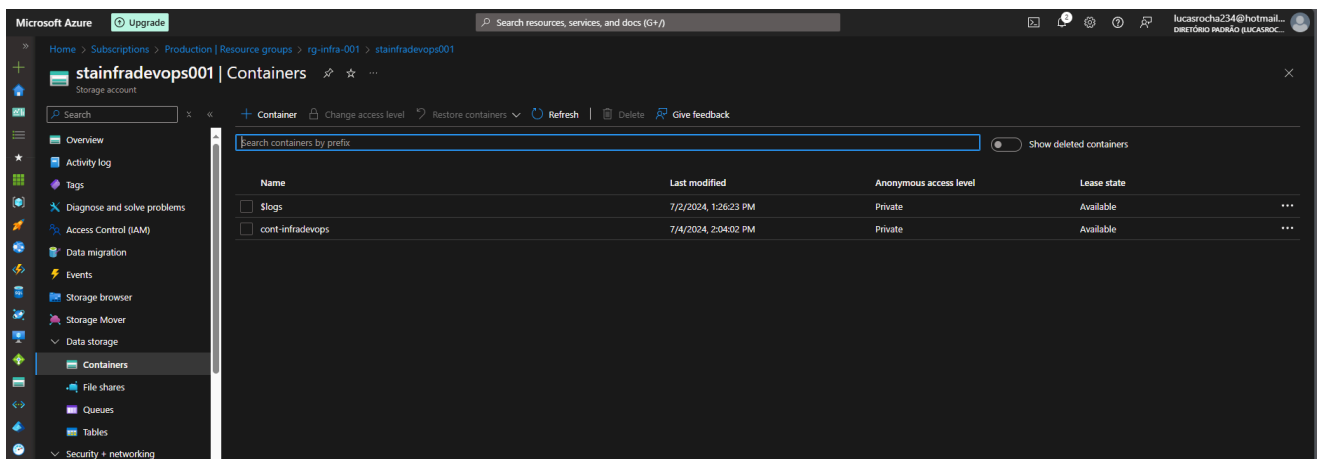 Microsoft Azure Upgrade Search resources, services, and docs (G+/) 2 lucasrocha234@hotmail...
DIRETÓRIO PADRÃO (LUCASROC...
Home > Subscriptions > Production | Resource groups > rg-infra-001 > stainfradevops001
stainfradevops001 | Containers
Storage account
Search
Container Change access level Restore containers Refresh Delete Give feedback
Search containers by prefix
Show deleted containers
Overview
Activity log
Tags
Diagnose and solve problems
Access Control (IAM)
Data migration
Events
Storage browser
Storage Mover
Data storage
Containers
File shares
Queues
Tables
Security + networking
Name Last modified Anonymous access level Lease state
$logs 7/2/2024, 1:26:23 PM Private Available
cont-infradevops 7/4/2024, 2:04:02 PM Private Available